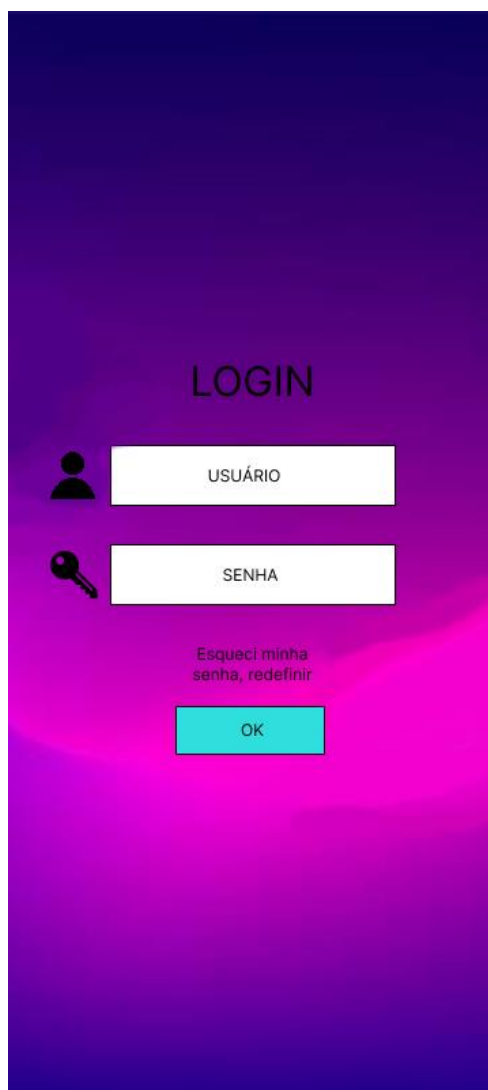 LOGIN
USUÁRIO
SENHA
Esqueci minha
senha, redefinir
OK